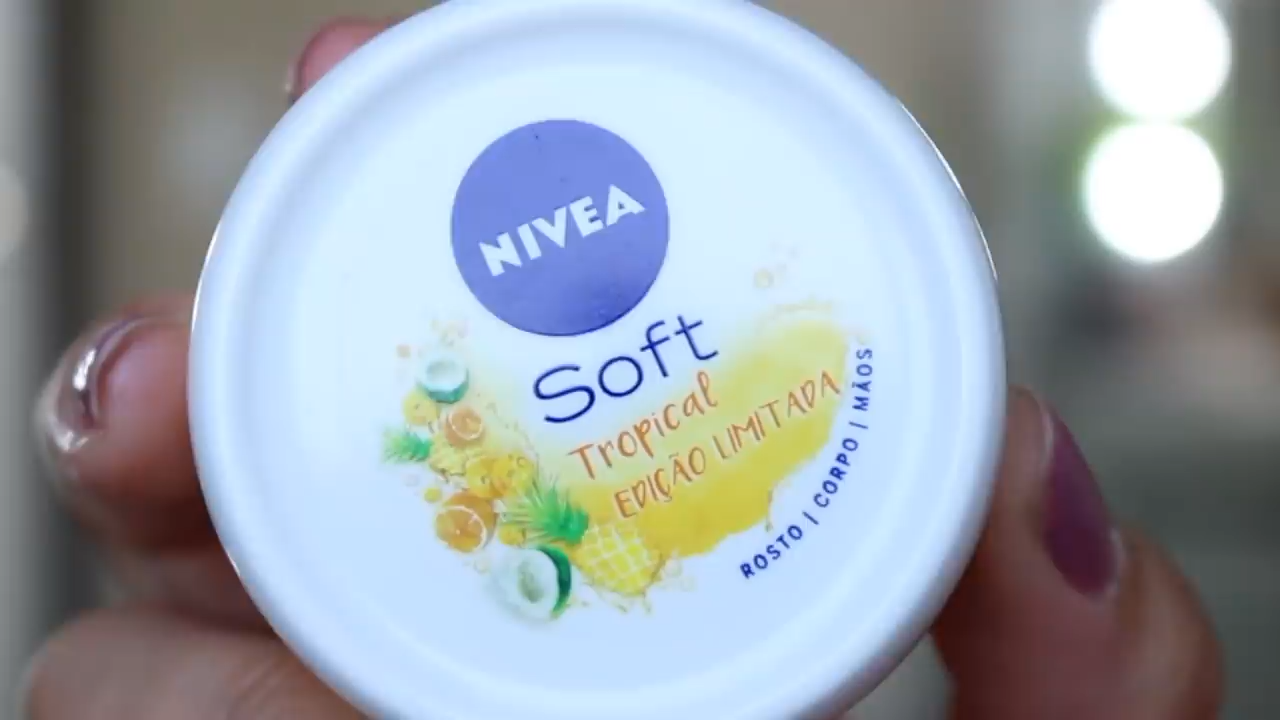 NIVEA
Soft
Tropical
EDIÇÃO LIMITADA
ROSTO | CORPO | MÃOS